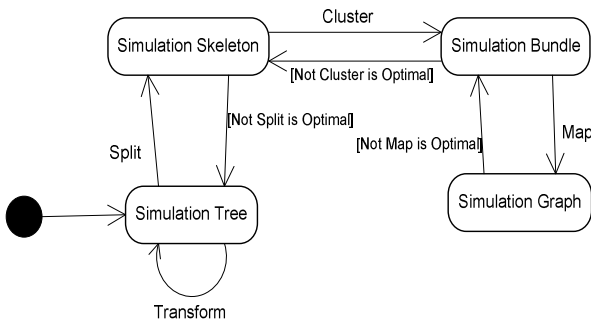 Cluster
Simulation Skeleton
Simulation Bundle
[Not Cluster is Optimal]
[Not Split is Optimal]
Map
[Not Map is Optimal]
Split
Simulation Tree
Simulation Graph
Transform